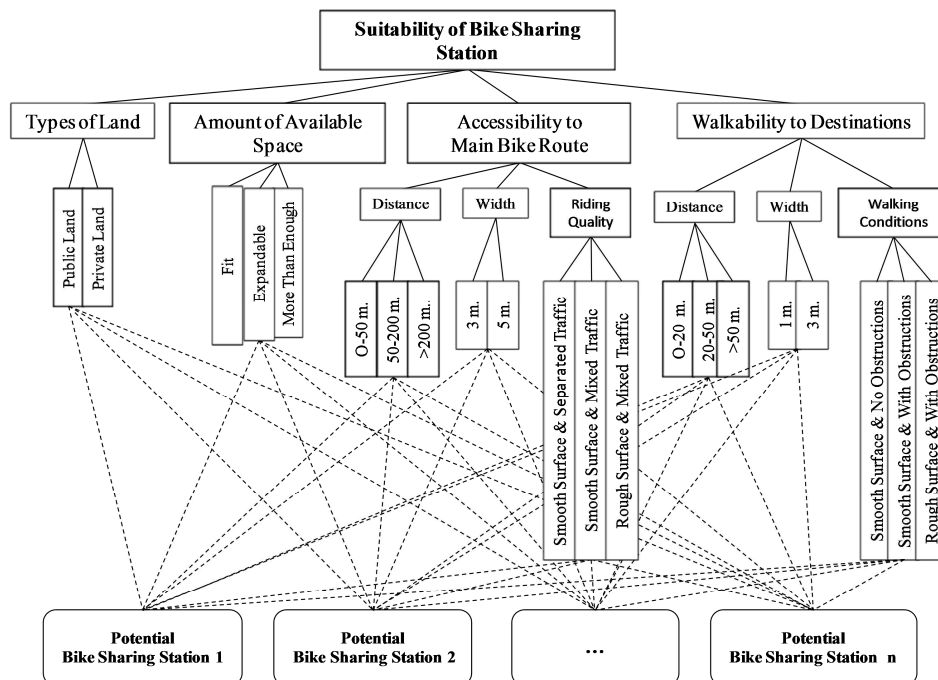 Suitability of Bike Sharing
Station
Types of Land
Amount of Available
Space
Accessibility to
Main Bike Route
Walkability to Destinations
Public Land
Private Land
Fit
Expandable
More Than Enough
Distance
Width
Riding
Quality
Distance
Width
Walking
Conditions
O-50 m.
50-200 m.
>200 m.
3 m.
5 m.
Smooth Surface & Separated Traffic
Smooth Surface & Mixed Traffic
Rough Surface & Mixed Traffic
O-20 m.
20-50 m.
>50 m.
1 m.
3 m.
Smooth Surface & No Obstructions
Smooth Surface & With Obstructions
Rough Surface & With Obstructions
Potential
Bike Sharing Station 1
Potential
Bike Sharing Station 2
...
Potential
Bike Sharing Station n